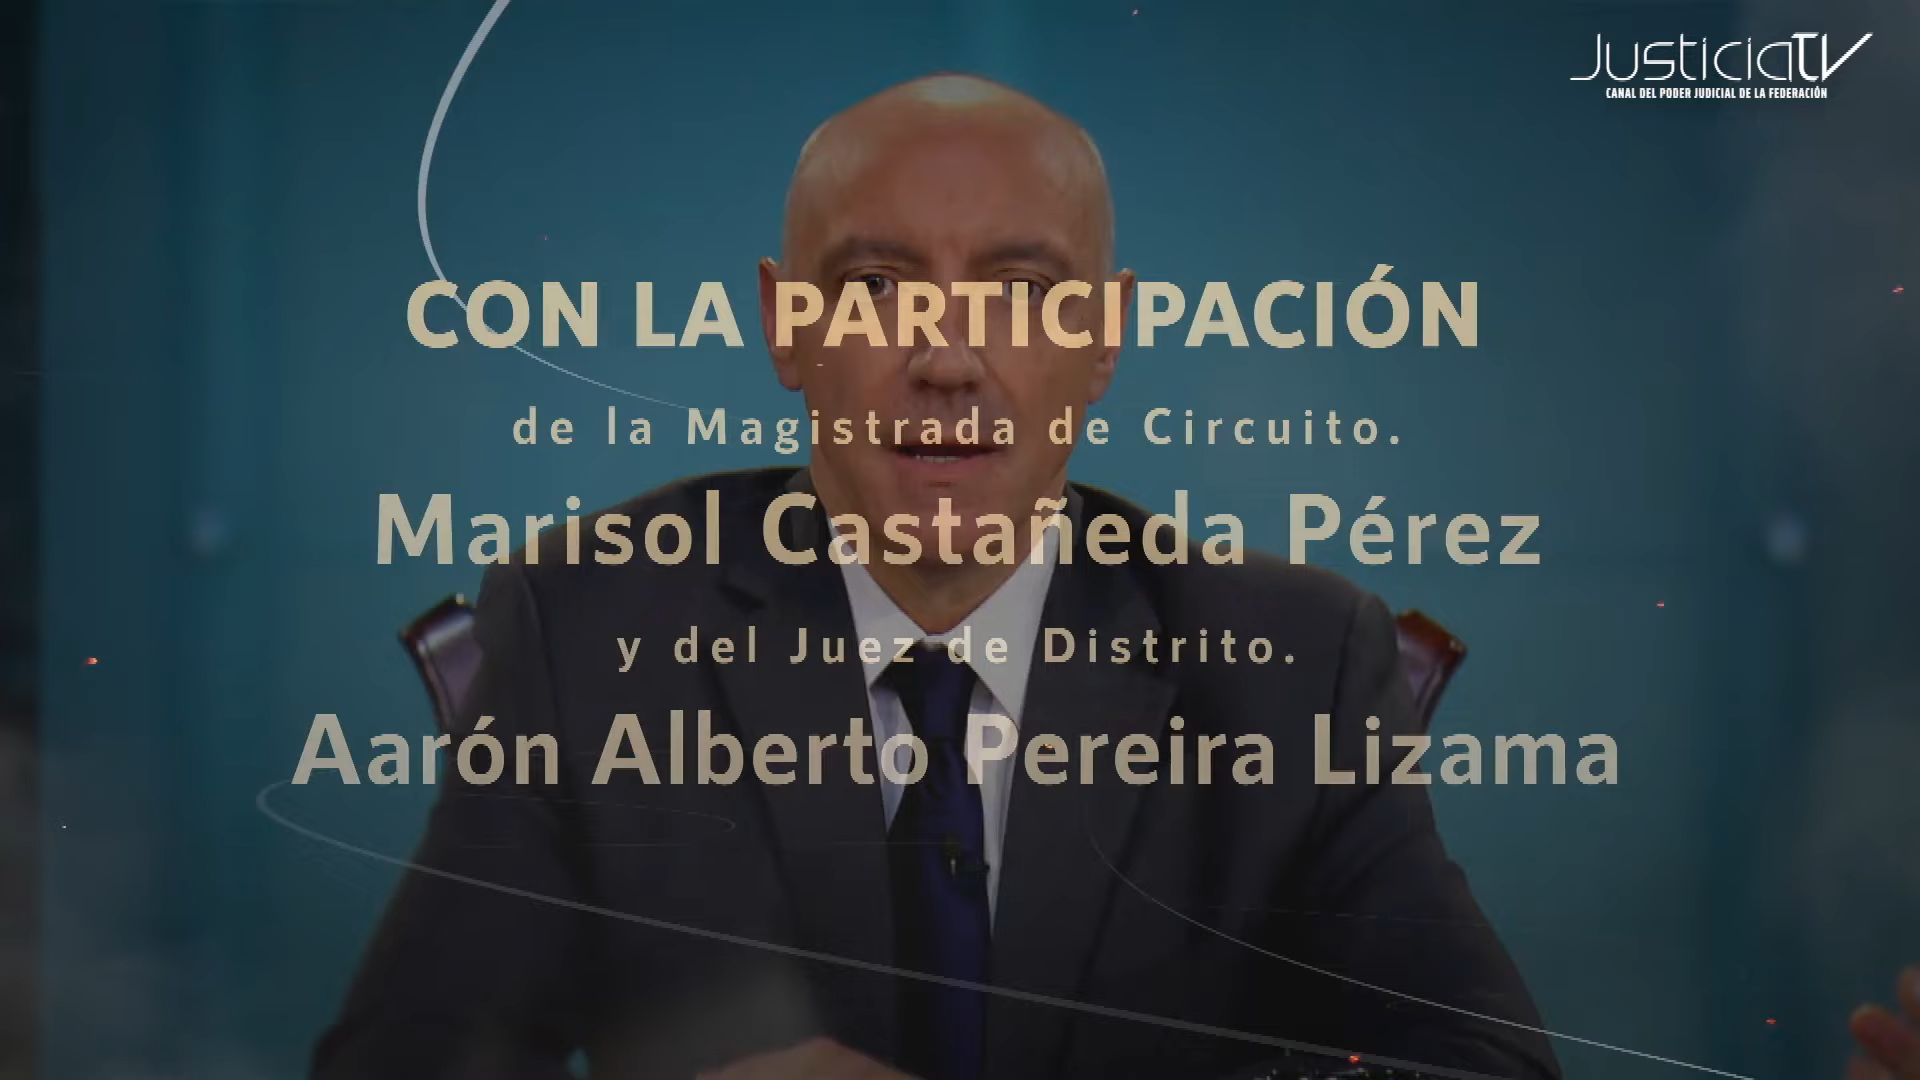 JusticiaTV
CANAL DEL PODER JUDICIAL DE LA FEDERACIÓN
CON LA PARTICIPACIÓN
de la Magistrada de Circuito.
Marisol Castañeda Pérez
y del Juez de Distrito.
Aarón Alberto Pereira Lizama